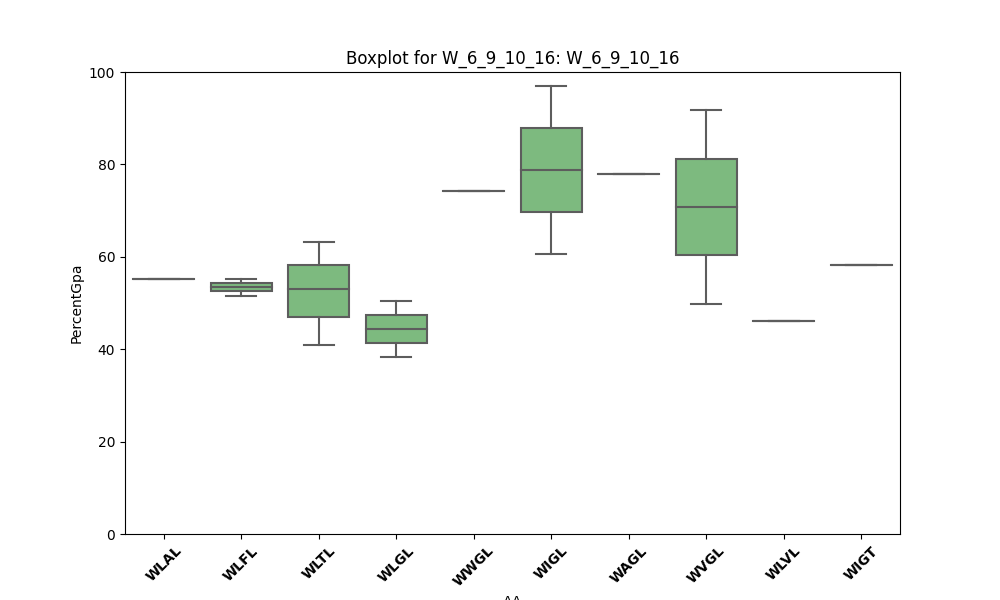 Boxplot for W_6_9_10_16: W_6_9_10_16
PercentGpa
100
80
60
40
20
0
WLAL
WLFL
WLTL
WLGL
WWGL
WIGL
WAGL
WVGL
WLVL
WIGT
AA